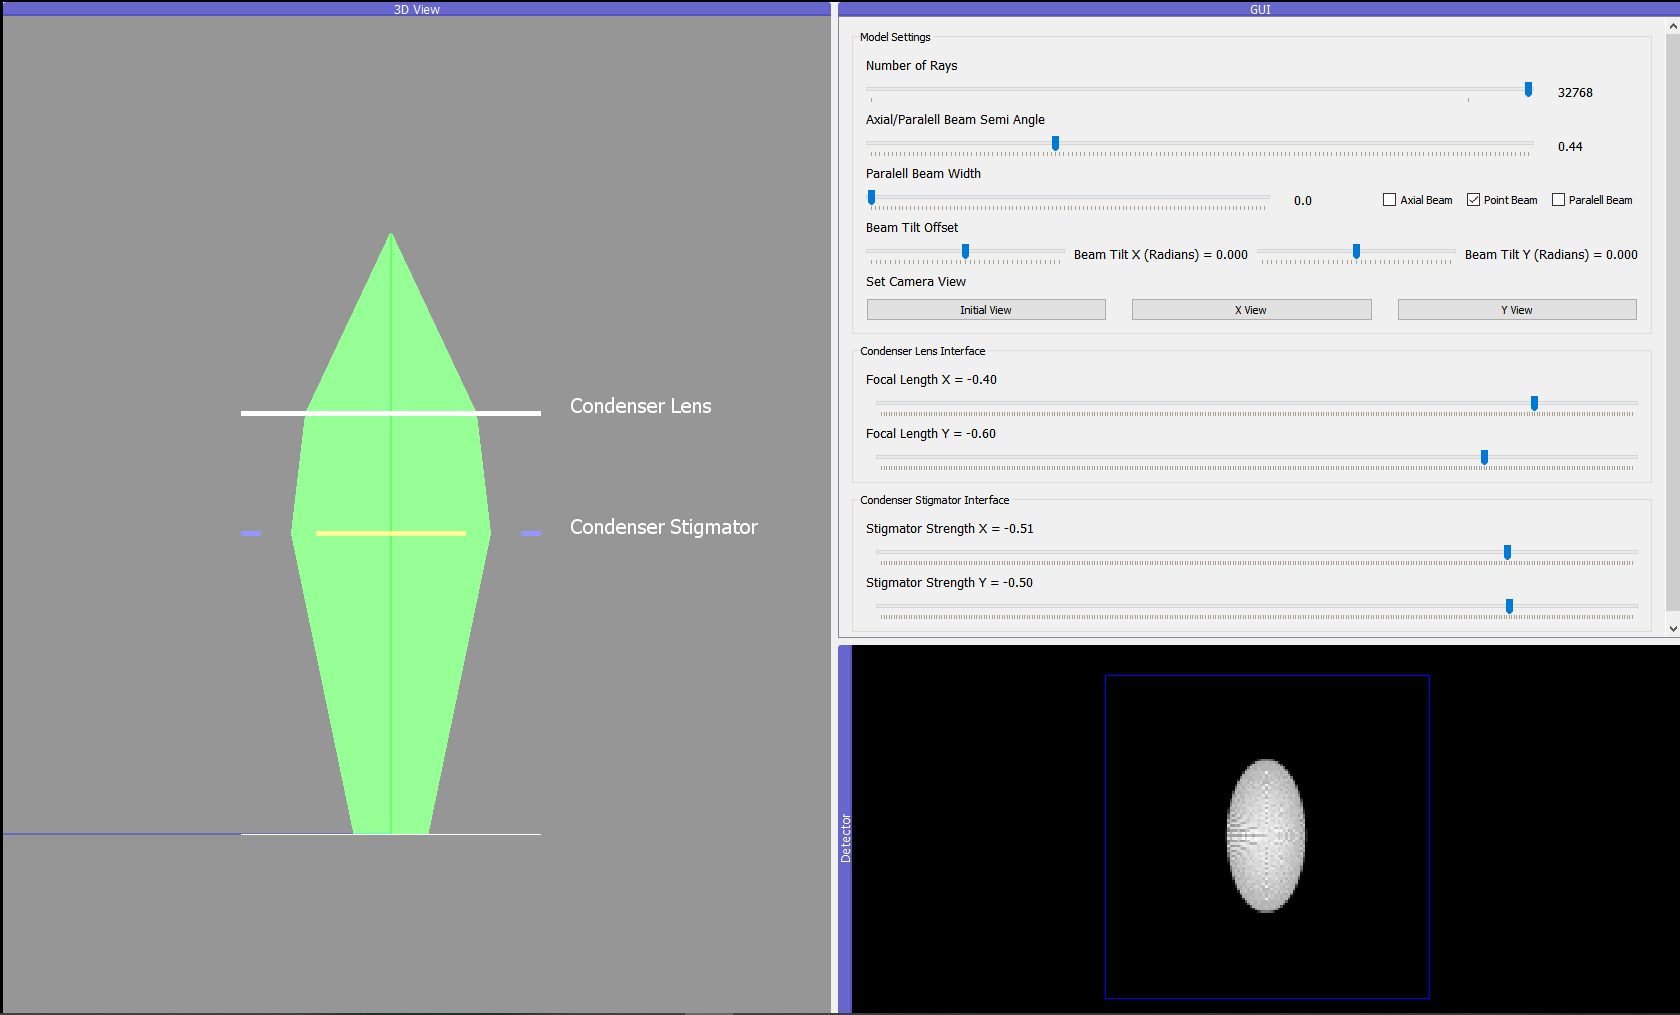 3D View
Condenser Lens
Condenser Stigmator
GUI
Model Settings
Number of Rays
32768
Axial/Paralell Beam Semi Angle
0.44
Paralell Beam Width
0.0 Axial Beam Point Beam Paralell Beam
Beam Tilt Offset
Beam Tilt X (Radians) = 0.000 Beam Tilt Y (Radians) = 0.000
Set Camera View
Initial View X View Y View
Condenser Lens Interface
Focal Length X = -0.40
Focal Length Y = -0.60
Condenser Stigmator Interface
Stigmator Strength X = -0.51
Stigmator Strength Y = -0.50
Detector